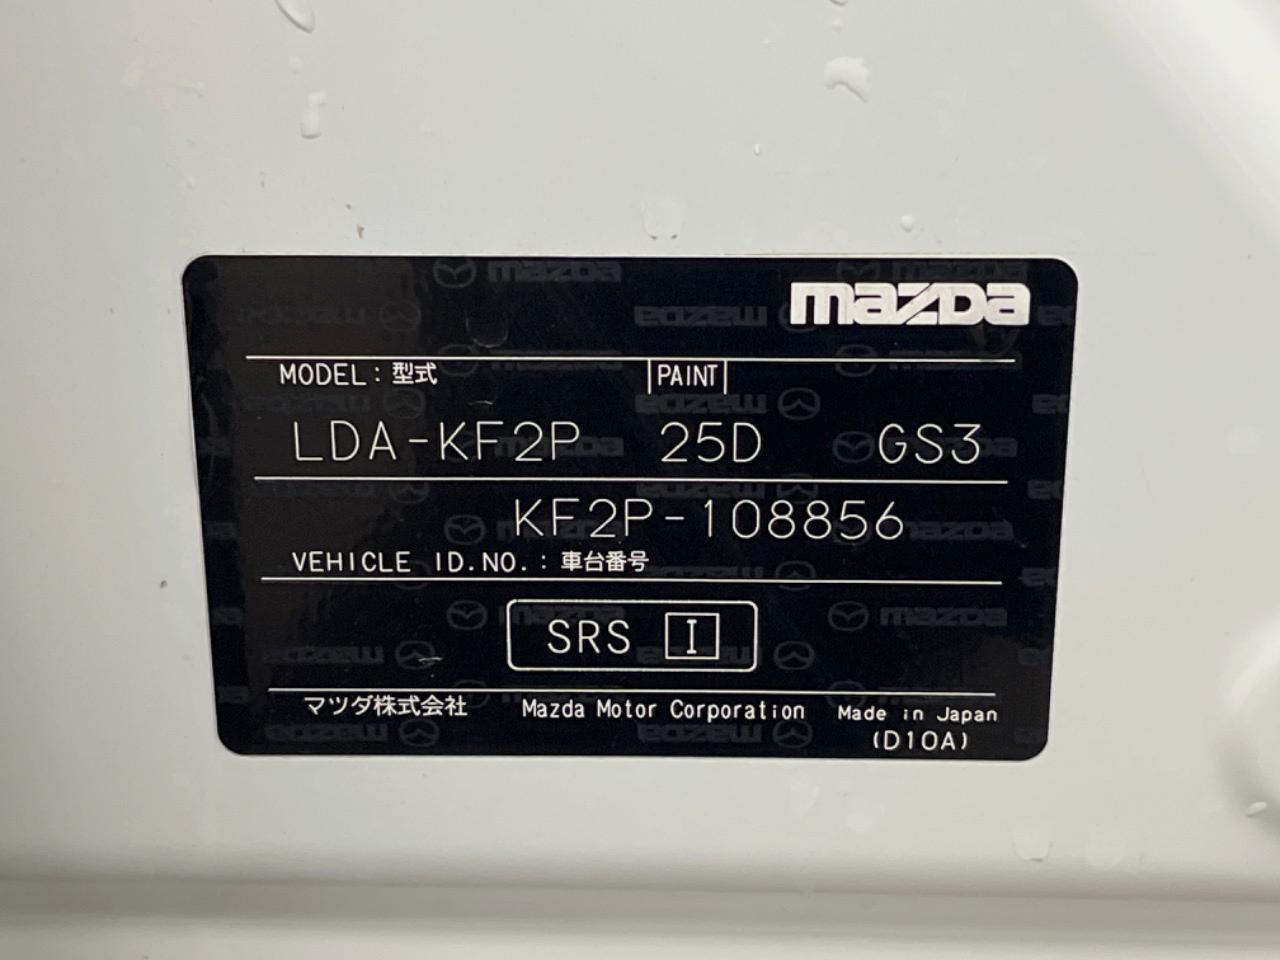 mazda
MODEL：型式 PAINT
LDA-KF2P 25D GS3
KF2P-108856
VEHICLE ID.NO.：車台番号
SRS I
マツダ株式会社 Mazda Motor Corporation Made in Japan
(D10A)